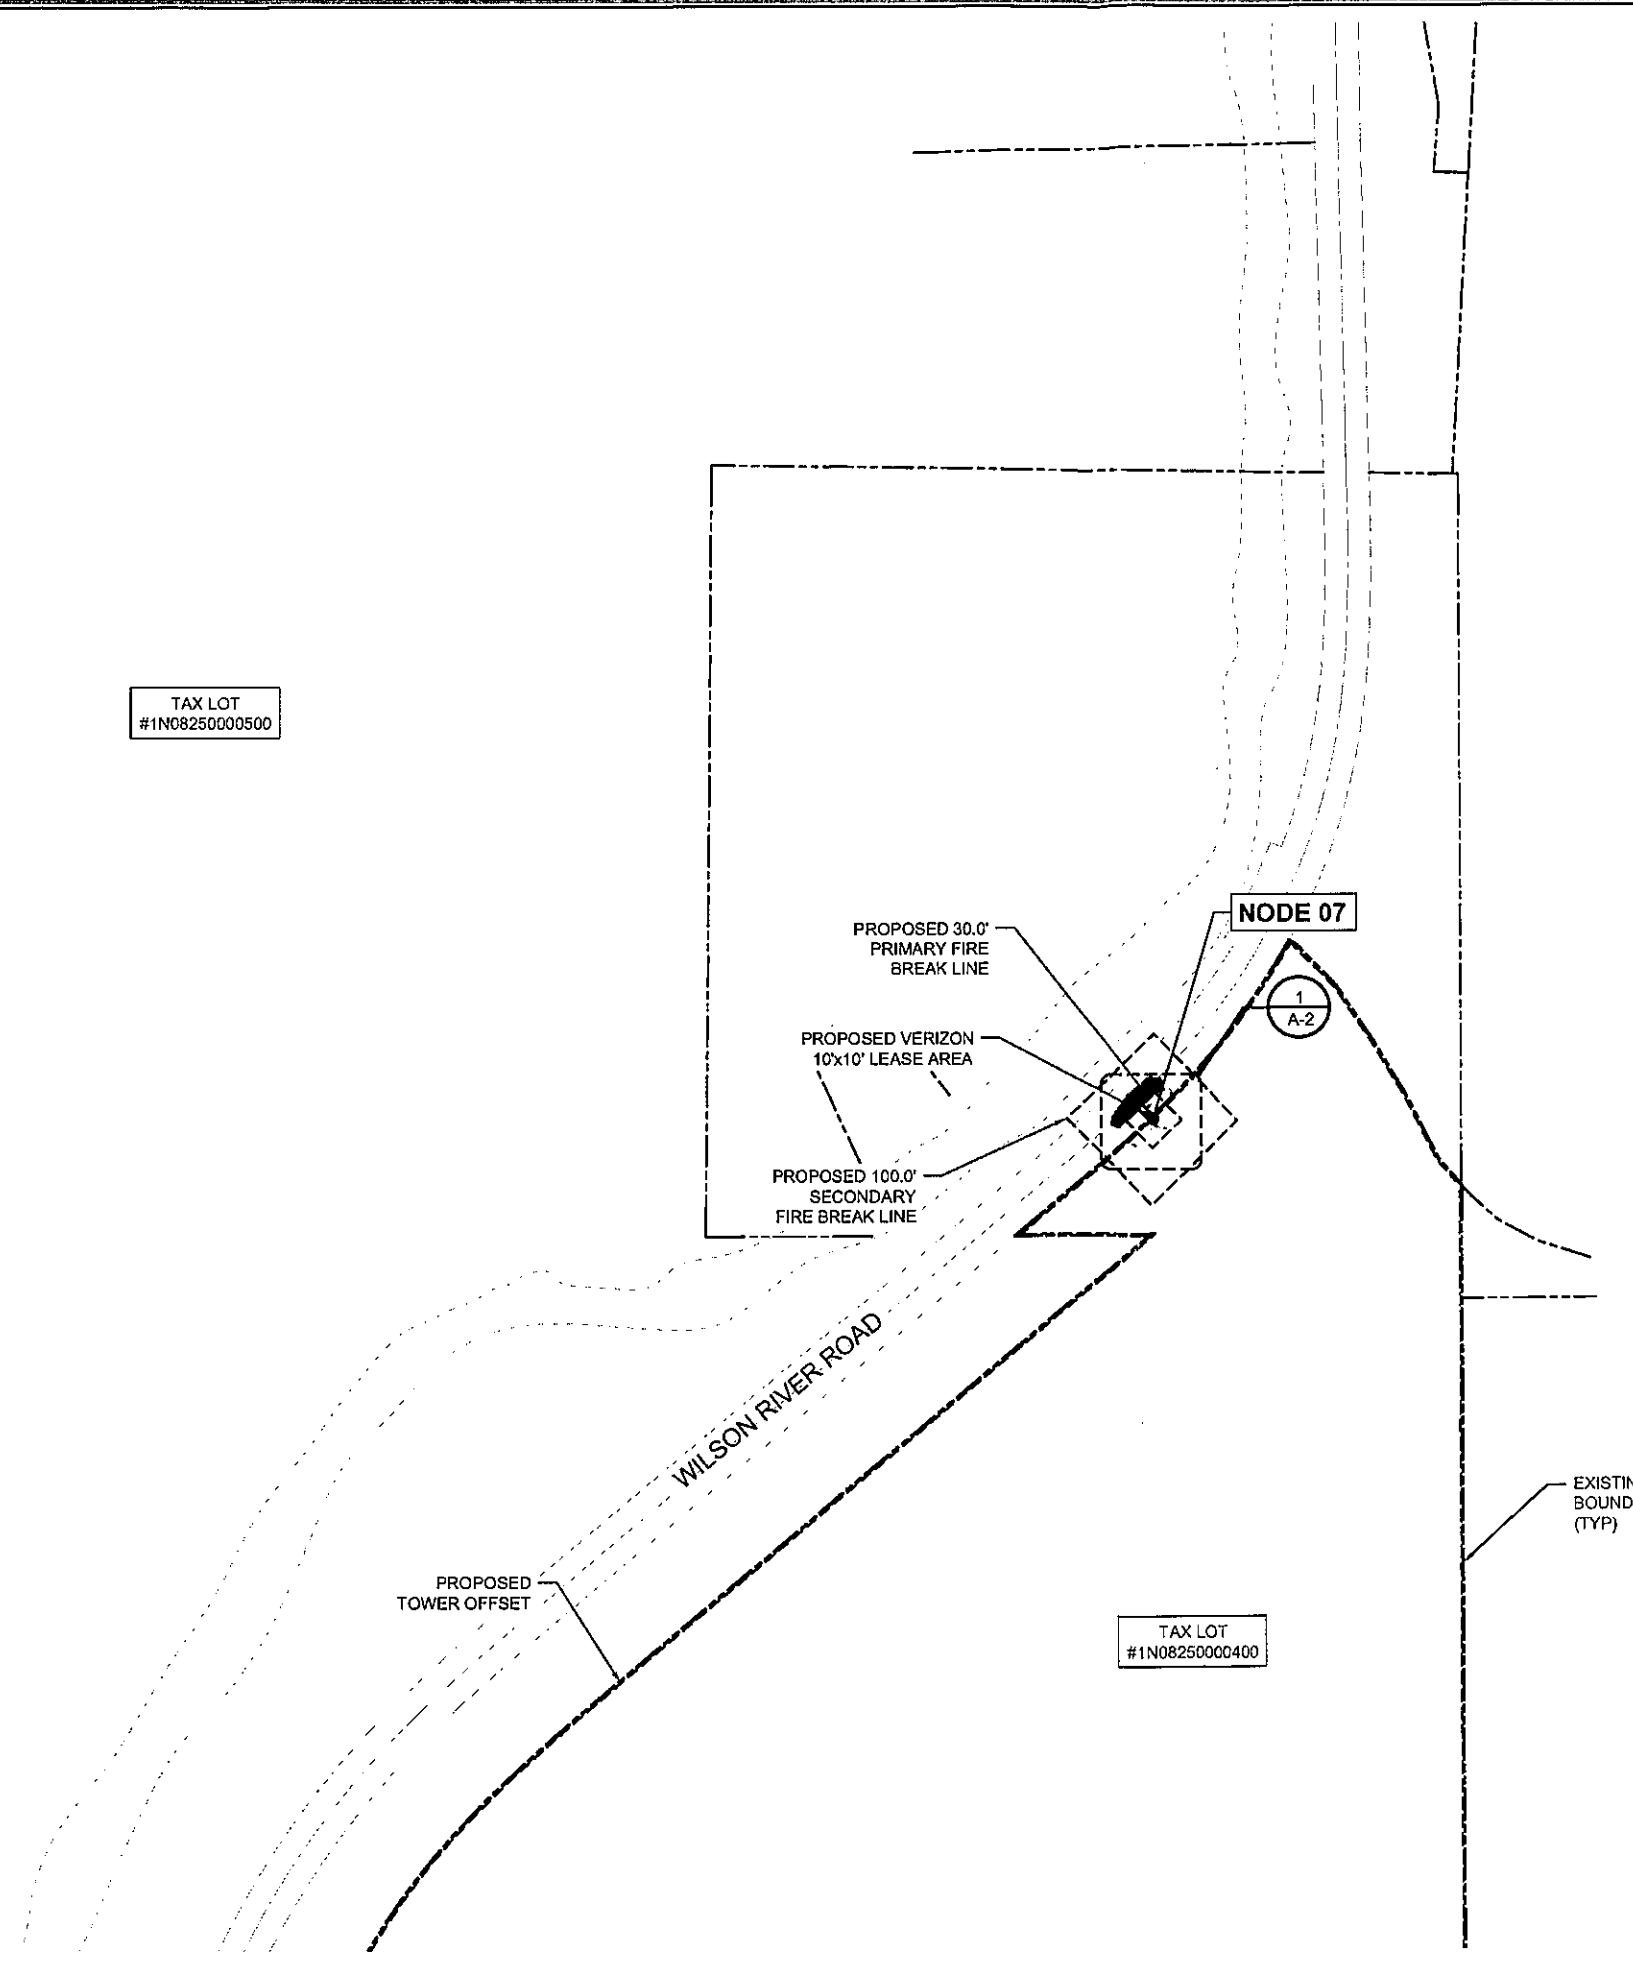 TAX LOT
#1N08250000500
NODE 07
PROPOSED 30.0'
PRIMARY FIRE
BREAK LINE
1
A-2
PROPOSED VERIZON
10'x10' LEASE AREA
PROPOSED 100.0'
SECONDARY
FIRE BREAK LINE
WILSON RIVER ROAD
EXISTIN
BOUND
(TYP)
PROPOSED
TOWER OFFSET
TAX LOT
#1N08250000400